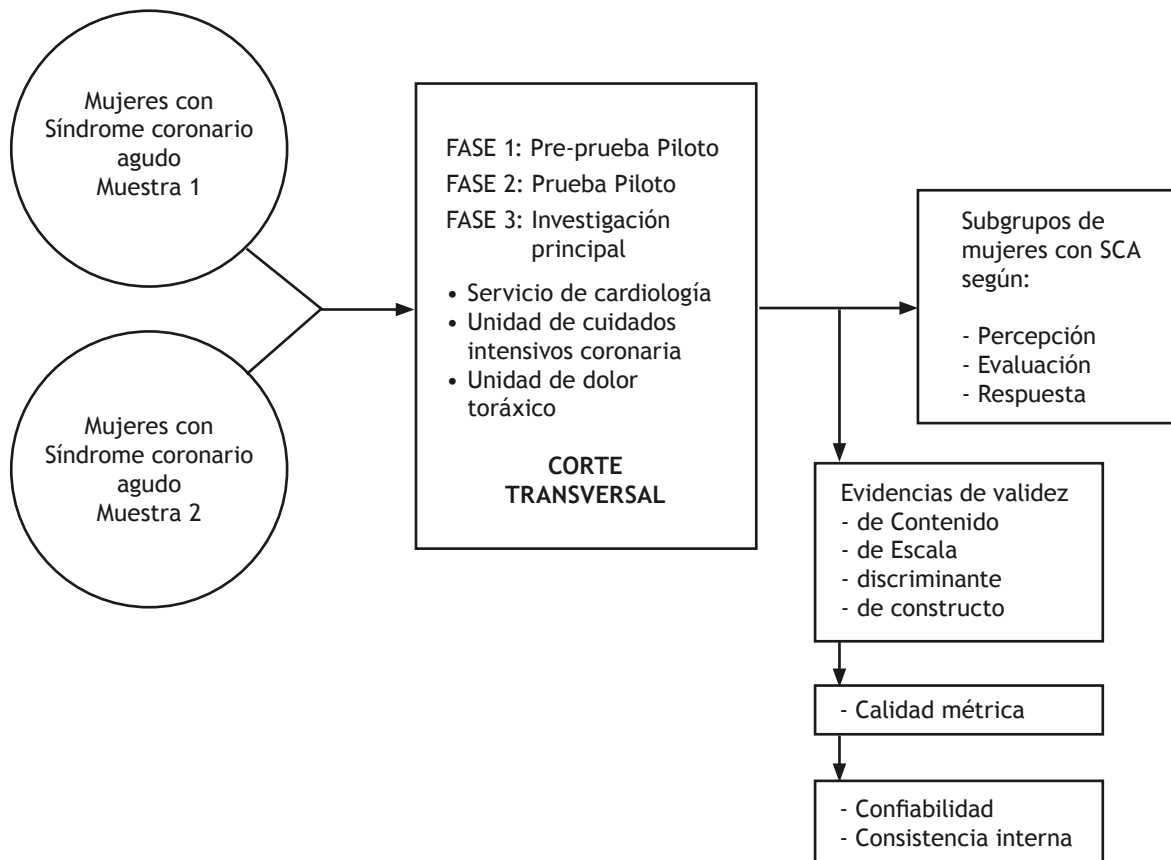 Mujeres con
Síndrome coronario
agudo
Muestra 1
Mujeres con
Síndrome coronario
agudo
Muestra 2
FASE 1: Pre-prueba Piloto
FASE 2: Prueba Piloto
FASE 3: Investigación
principal
• Servicio de cardiología
• Unidad de cuidados
intensivos coronaria
• Unidad de dolor
toráxico
CORTE
TRANSVERSAL
Subgrupos de
mujeres con SCA
según:
- Percepción
- Evaluación
- Respuesta
Evidencias de validez
- de Contenido
- de Escala
- discriminante
- de constructo
- Calidad métrica
- Confiabilidad
- Consistencia interna